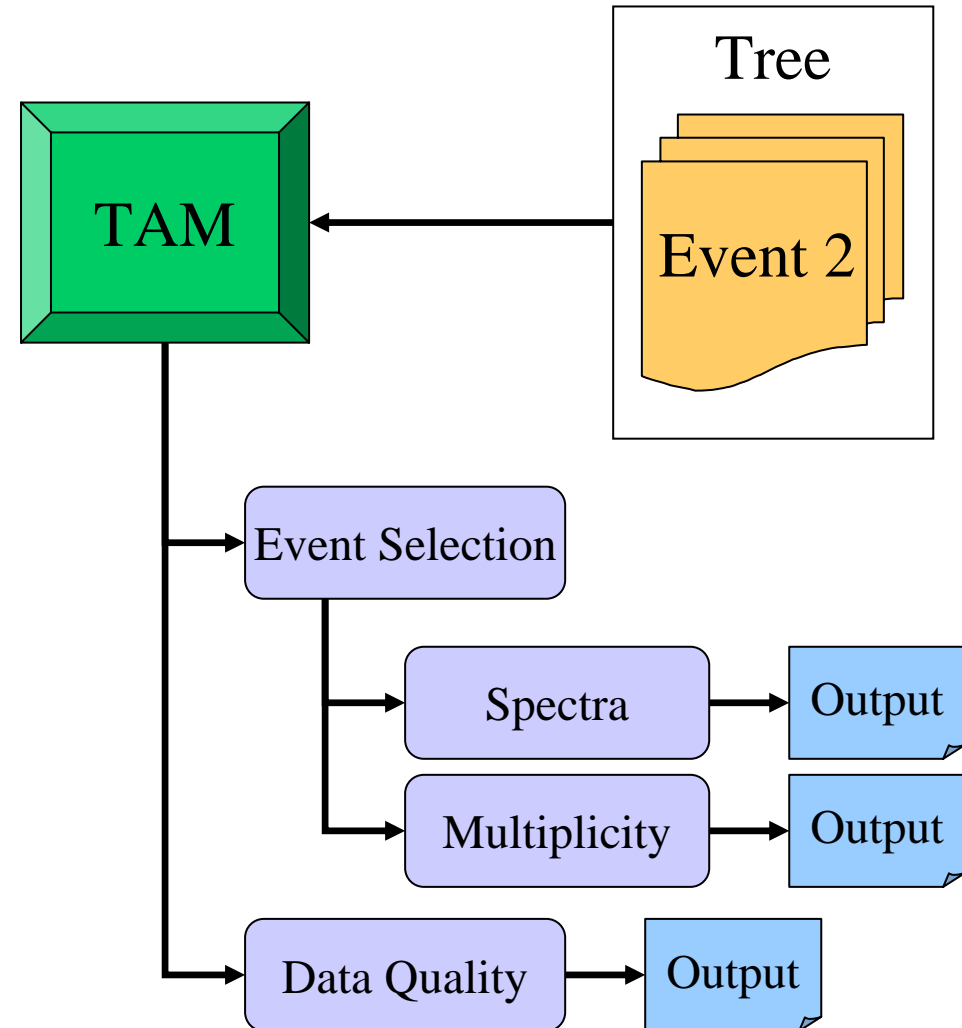 Tree
TAM
Event 2
Event Selection
Spectra
Output
Multiplicity
Output
Data Quality
Output